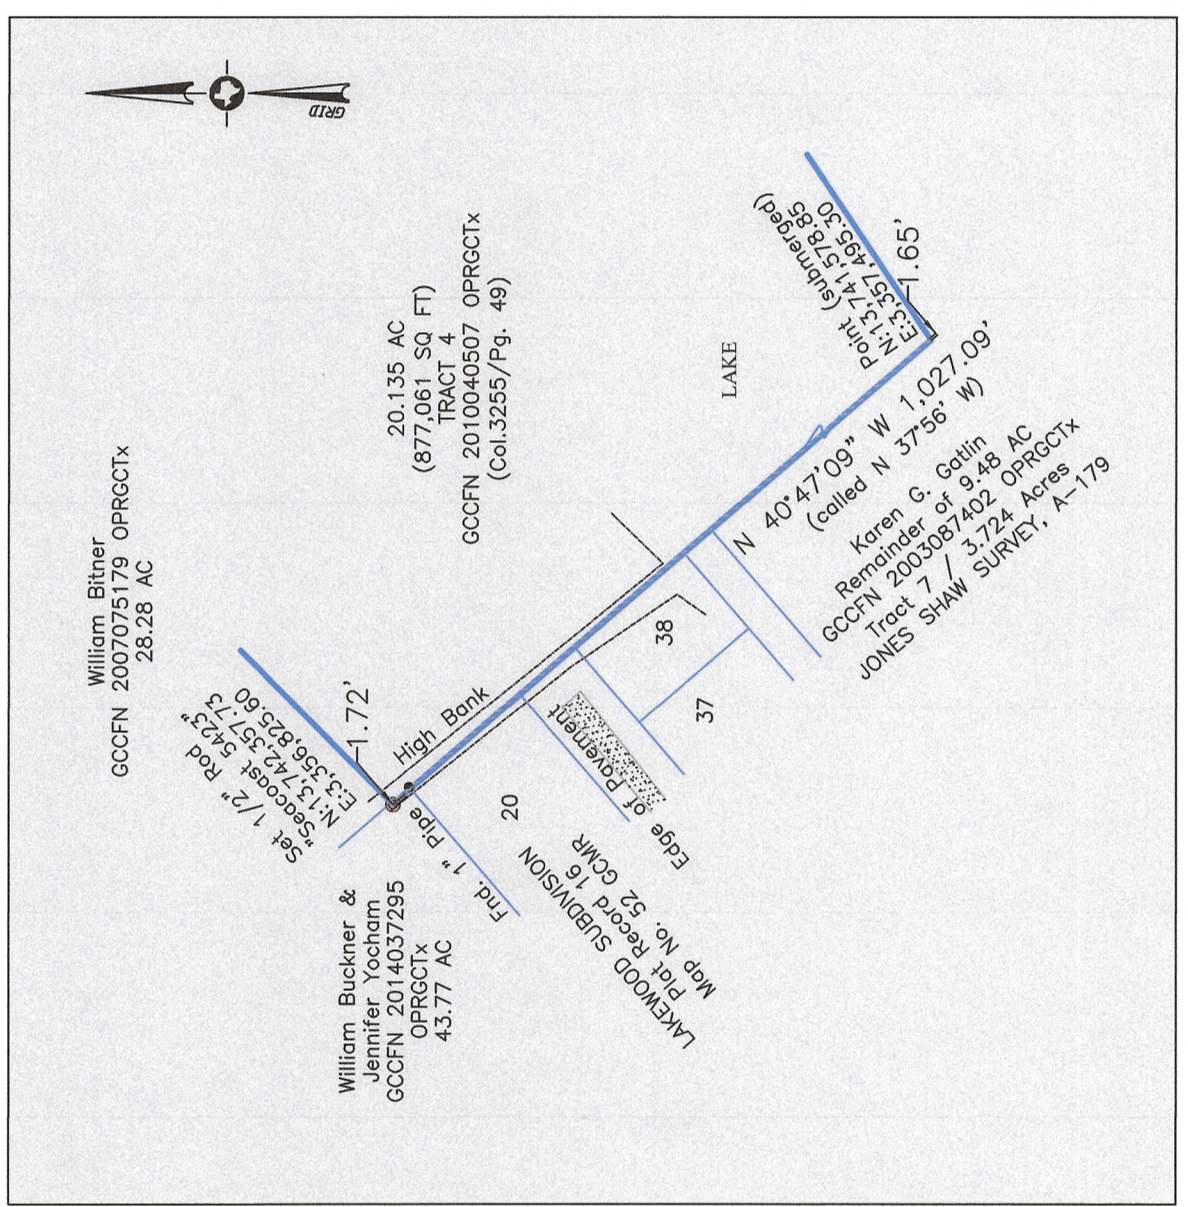 GRID
William Bitner
GCCFN 2007075179 OPRGCTx
28.28 AC
20.135 AC
(877,061 SQ FT)
TRACT 4
GCCFN 2010040507 OPRGCTx
(Col.3255/Pg. 49)
LAKE
Point (submerged)
N:13,741,578.85
E:3,357,495.30
1.65'
N 40°47'09" W 1,027.09'
(called N 37°56' W)
Karen G. Gatlin
Remainder of 9.48 AC
GCCFN 2003087402 OPRGCTx
Tract 7 / 3.724 Acres
JONES SHAW SURVEY, A-179
Set 1/2" Rod
"Seacoast 5423"
N:13,742,357.73
E:3,356,825.60
1.72'
High Bank
38
37
Edge of Pavement
20
Fnd. 1" Pipe
LAKEWOOD SUBDIVISION
Plat Record 16
Map No. 52 GCMR
William Buckner &
Jennifer Yocham
GCCFN 2014037295
OPRGCTx
43.77 AC